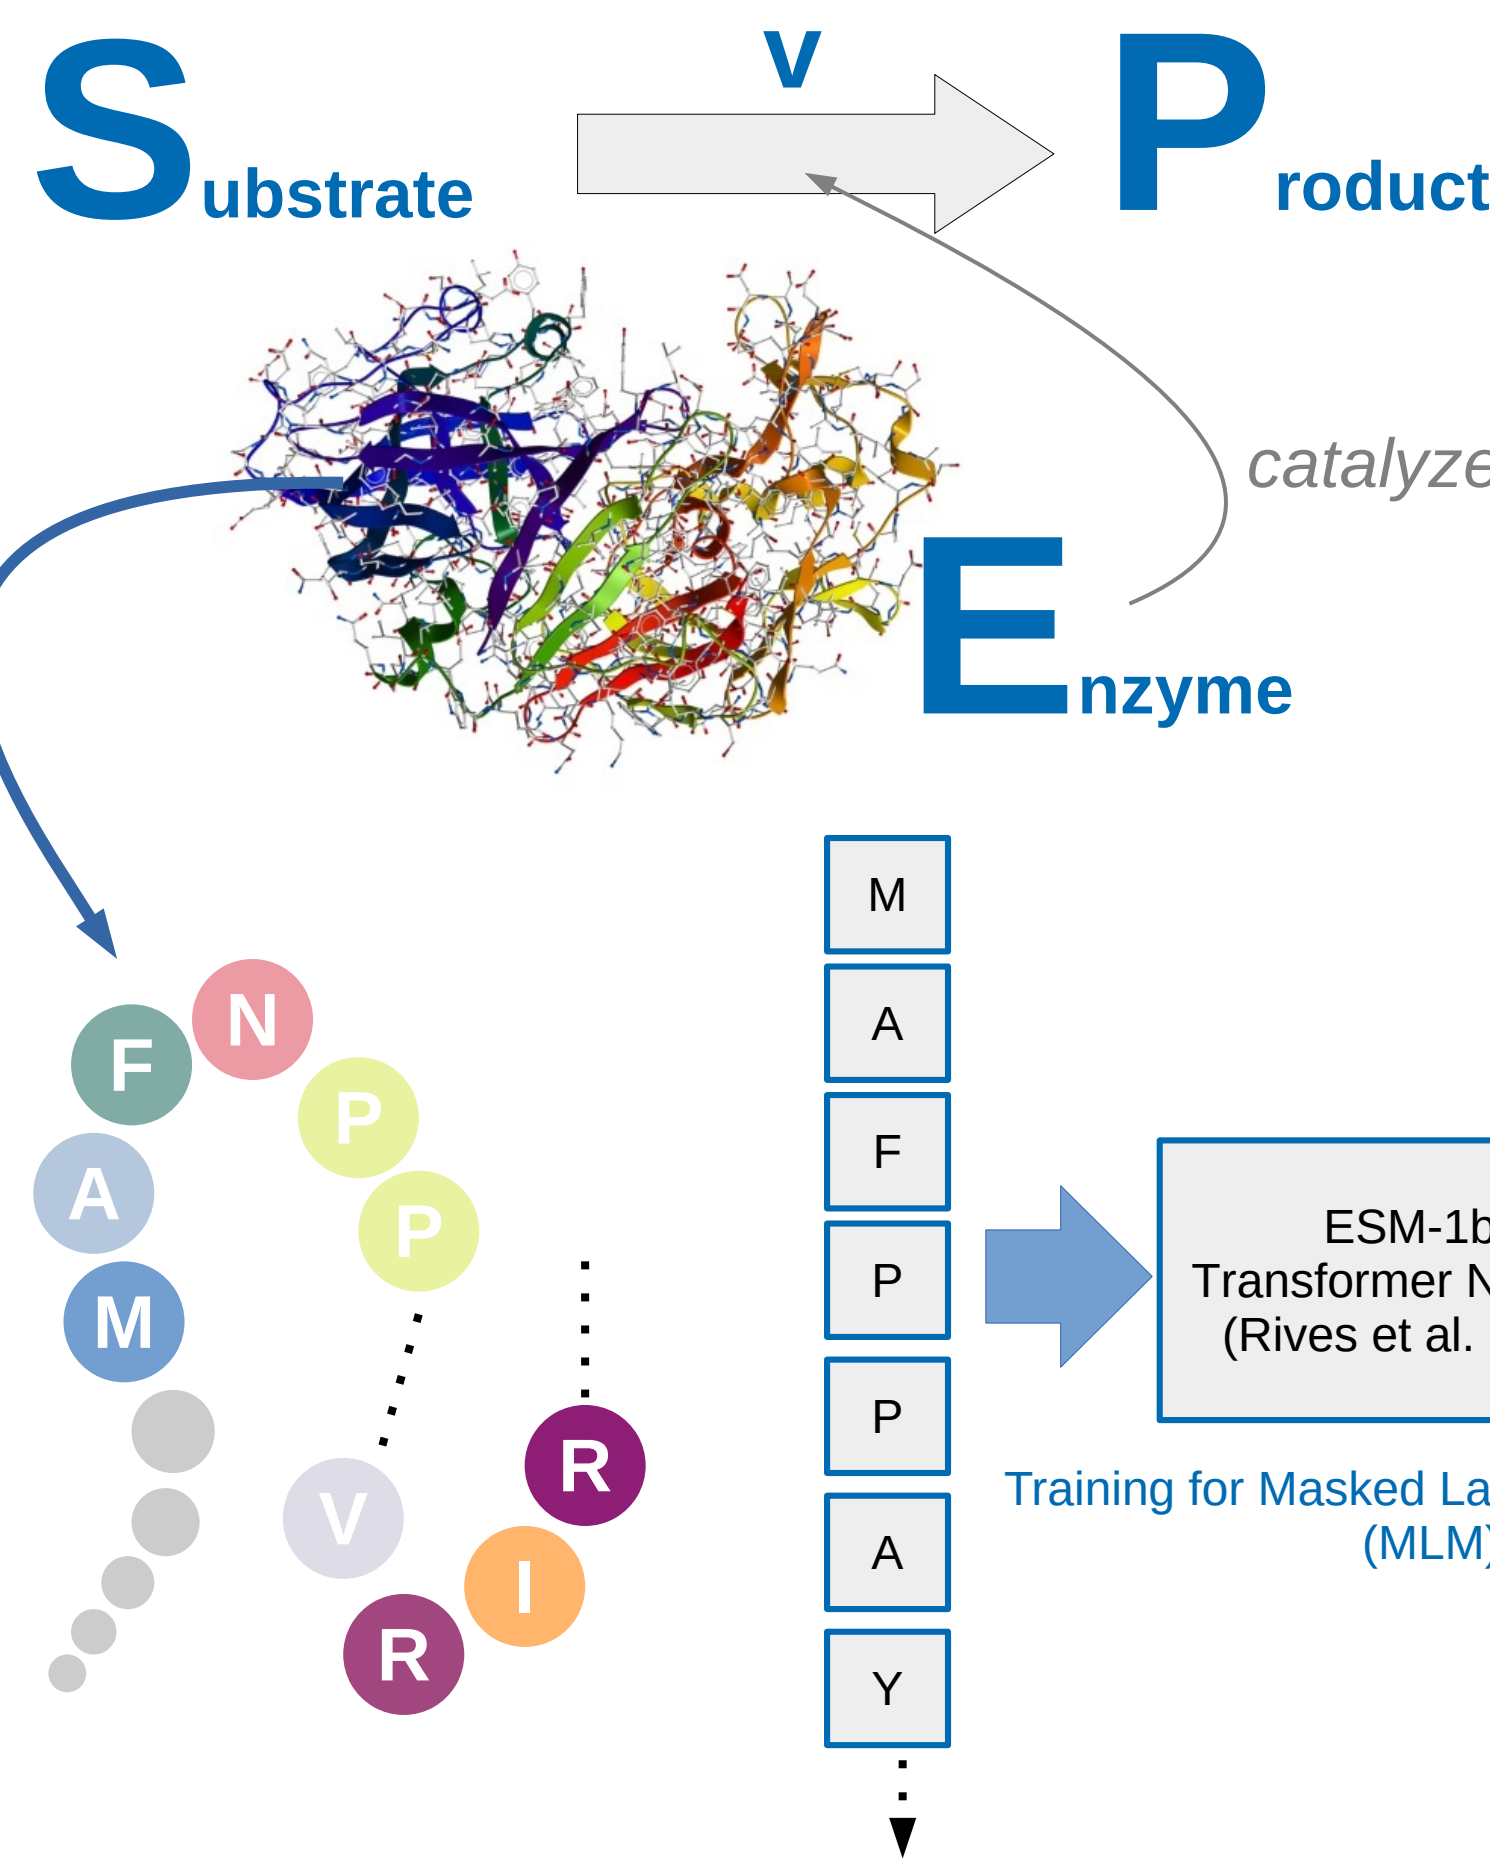 v
Substrate
Product
catalyze
Enzyme
M
A
F
P
P
A
Y
N
F
P
A
P
M
R
V
I
R
ESM-1b
Transformer N
(Rives et al.
Training for Masked La
(MLM)